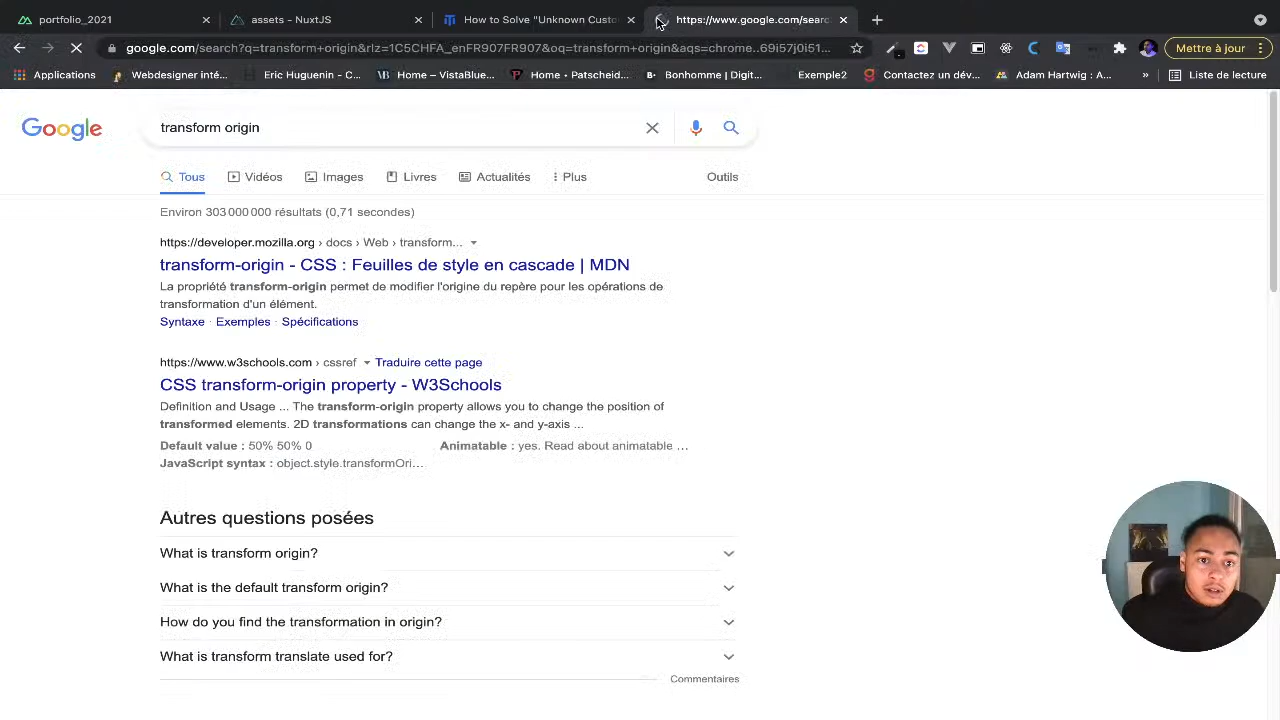 portfolio_2021
assets - NuxtJS
How to Solve "Unknown Custo
https://www.google.com/searc
google.com/search?q=transform+origin&rlz=1C5CHFA_enFR907FR907&oq=transform+origin&aqs=chrome..69i57j0i51...
Mettre à jour
Applications
Webdesigner inté...
Eric Huguenin - C...
Home – VistaBlue...
Home • Patscheid...
Bonhomme | Digit...
Exemple2
Contactez un dév...
Adam Hartwig : A...
»
Liste de lecture
Google
transform origin
Tous
Vidéos
Images
Livres
Actualités
Plus
Outils
Environ 303 000 000 résultats (0,71 secondes)
https://developer.mozilla.org › docs › Web › transform...
transform-origin - CSS : Feuilles de style en cascade | MDN
La propriété transform-origin permet de modifier l'origine du repère pour les opérations de
transformation d'un élément.
Syntaxe · Exemples · Spécifications
https://www.w3schools.com › cssref
Traduire cette page
CSS transform-origin property - W3Schools
Definition and Usage ... The transform-origin property allows you to change the position of
transformed elements. 2D transformations can change the x- and y-axis ...
Default value : 50% 50% 0
Animatable : yes. Read about animatable ...
JavaScript syntax : object.style.transformOri...
Autres questions posées
What is transform origin?
What is the default transform origin?
How do you find the transformation in origin?
What is transform translate used for?
Commentaires